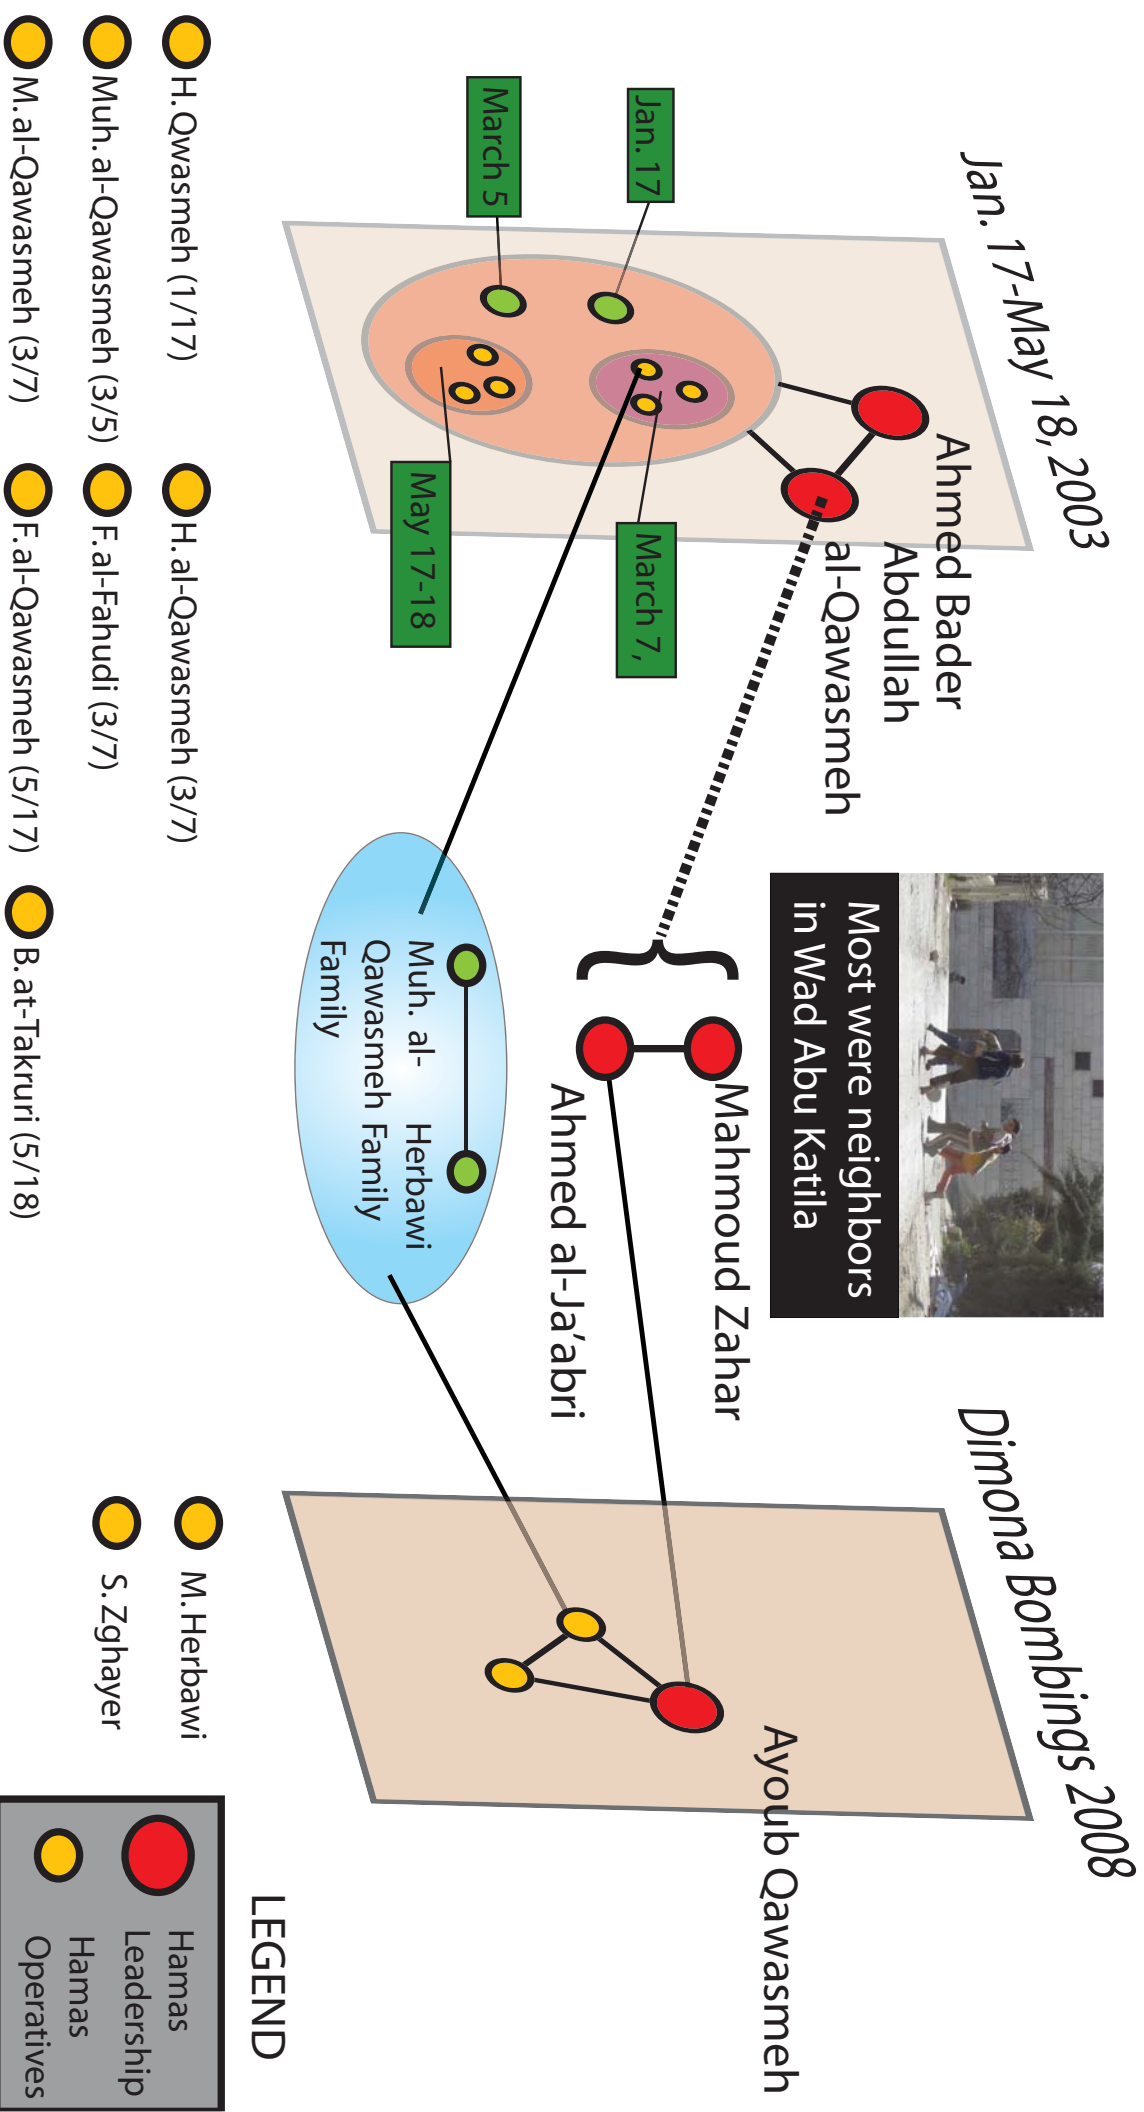 Jan. 17-May 18, 2003
Dimona Bombings 2008
Ahmed Bader
Abdullah
al-Qawasmeh
Jan. 17
March 5
March 7,
May 17-18
Most were neighbors
in Wad Abu Katila
Mahmoud Zahar
Ahmed al-Ja’abri
Ayoub Qawasmeh
Muh. al-
Qawasmeh
Family
Herbawi
Family
H. Qwasmeh (1/17)
Muh. al-Qawasmeh (3/5)
M. al-Qawasmeh (3/7)
H. al-Qawasmeh (3/7)
F. al-Fahudi (3/7)
F. al-Qawasmeh (5/17)
B. at-Takruri (5/18)
M. Herbawi
S. Zghayer
LEGEND
Hamas
Leadership
Hamas
Operatives